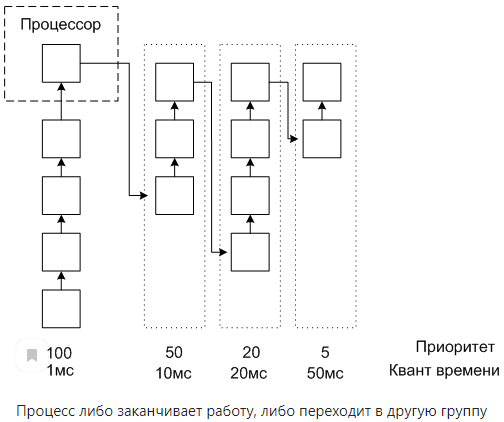 Процессор
100 50 20 5 Приоритет
1мс 10мс 20мс 50мс Квант времени
Процесс либо заканчивает работу, либо переходит в другую группу